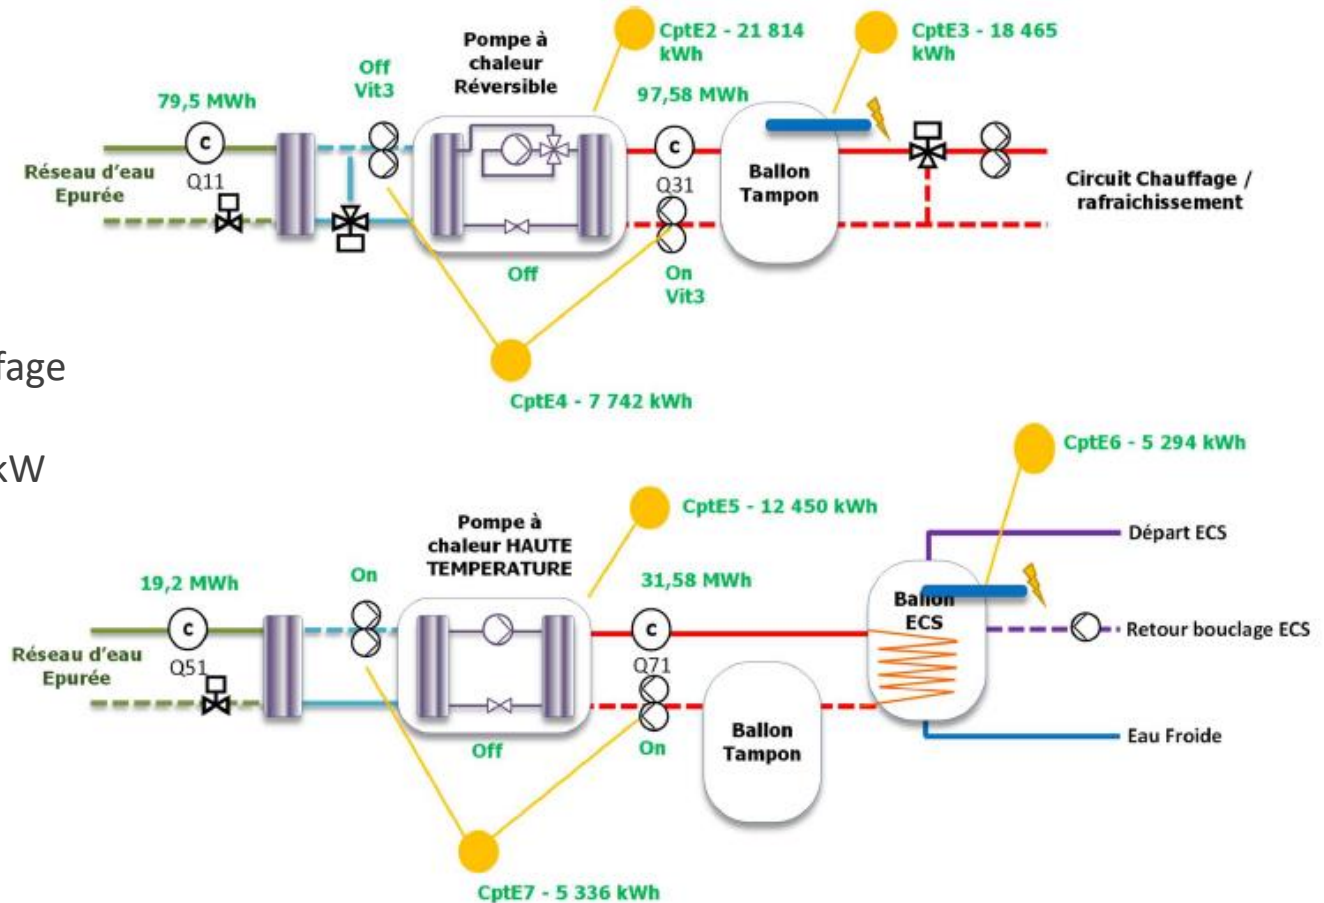 CptE2 - 21 814
kWh
CptE3 - 18 465
kWh
Pompe à
chaleur
Réversible
Off
Vit3
79,5 MWh
97,58 MWh
C
C
Réseau d'eau
Epurée
Q11
Q31
Ballon
Tampon
Circuit Chauffage /
rafraichissement
Off
On
Vit3
CptE4 - 7 742 kWh
fage
kW
CptE6 - 5 294 kWh
CptE5 - 12 450 kWh
Pompe à
chaleur HAUTE
TEMPERATURE
Départ ECS
19,2 MWh
On
31,58 MWh
C
C
Ballon
ECS
Retour bouclage ECS
Réseau d'eau
Epurée
Q51
Q71
Ballon
Tampon
Off
On
Eau Froide
CptE7 - 5 336 kWh